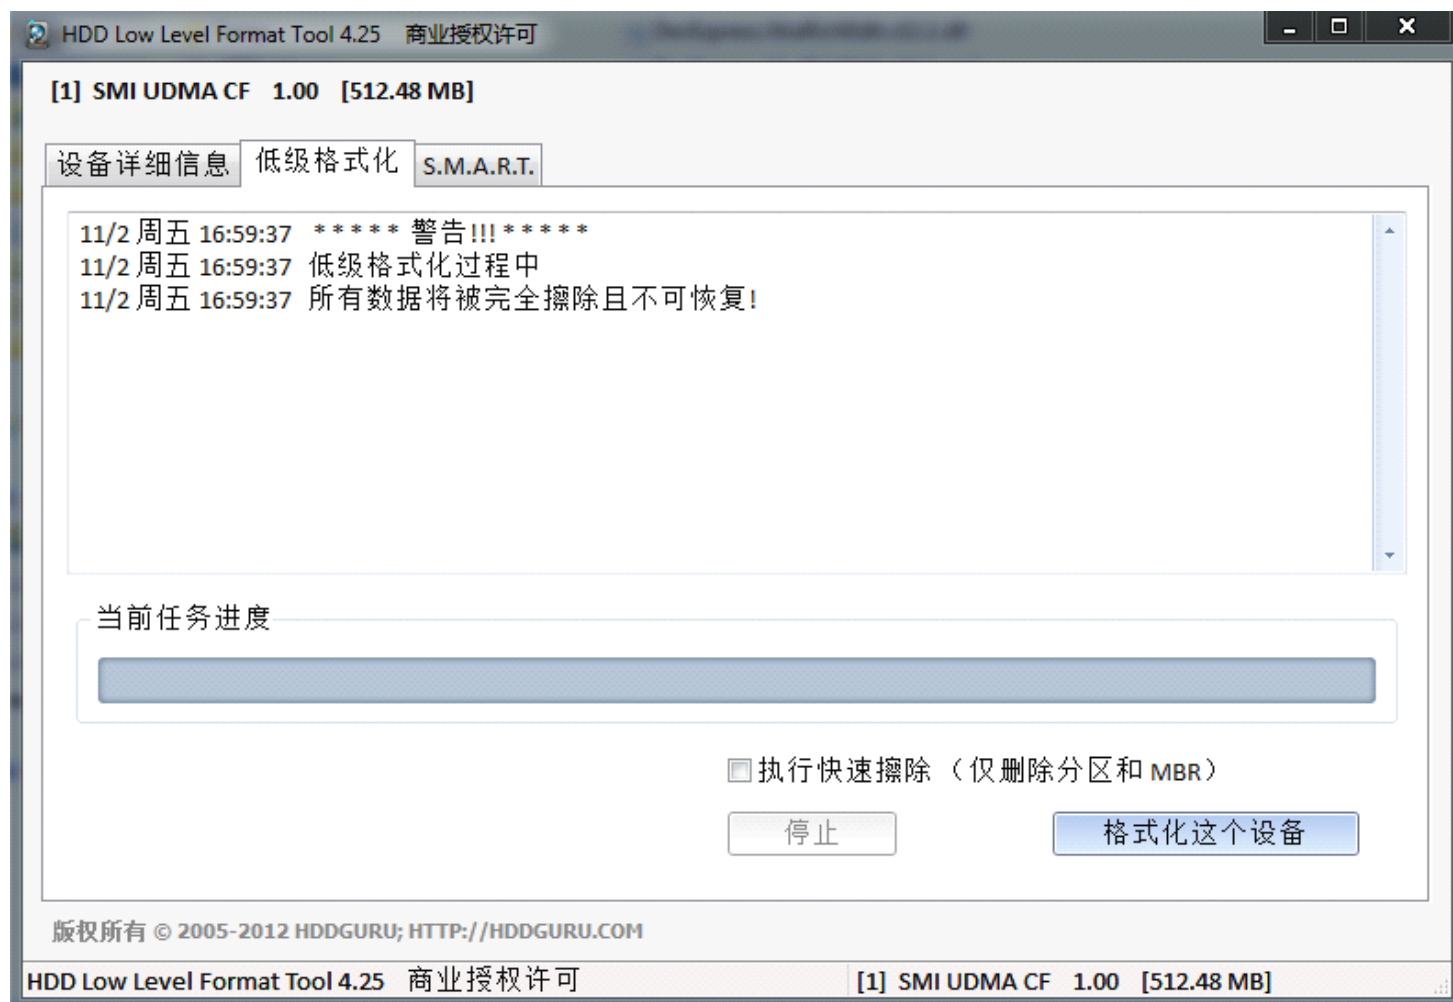 HDD Low Level Format Tool 4.25 商业授权许可
[1] SMI UDMA CF 1.00 [512.48 MB]
设备详细信息 低级格式化 S.M.A.R.T.
11/2 周五 16:59:37 ***** 警告!!! *****
11/2 周五 16:59:37 低级格式化过程中
11/2 周五 16:59:37 所有数据将被完全擦除且不可恢复!
当前任务进度
执行快速擦除（仅删除分区和 MBR）
停止 格式化这个设备
版权所有 © 2005-2012 HDDGURU; HTTP://HDDGURU.COM
HDD Low Level Format Tool 4.25 商业授权许可 [1] SMI UDMA CF 1.00 [512.48 MB]